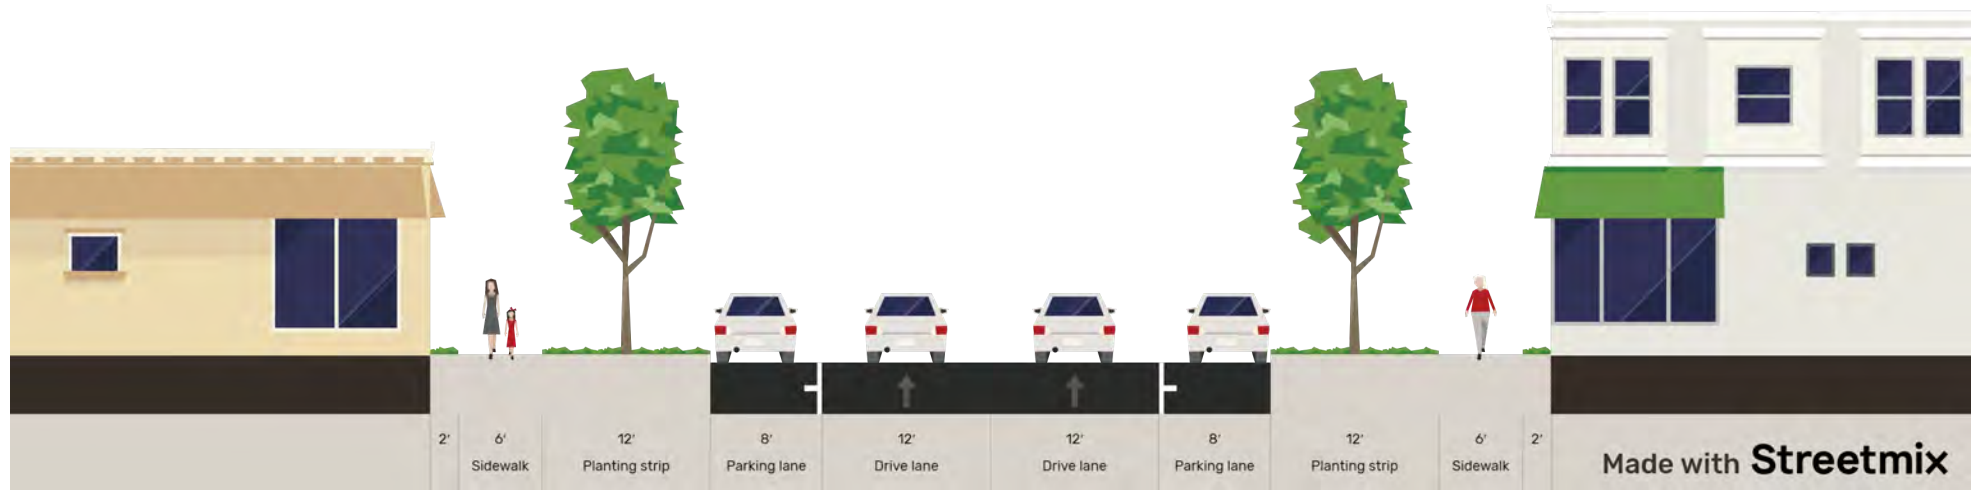 2' 6' 12' 8' 12' 12' 8' 12' 6' 2'
Sidewalk Planting strip Parking lane Drive lane Drive lane Parking lane Planting strip Sidewalk
Made with Streetmix